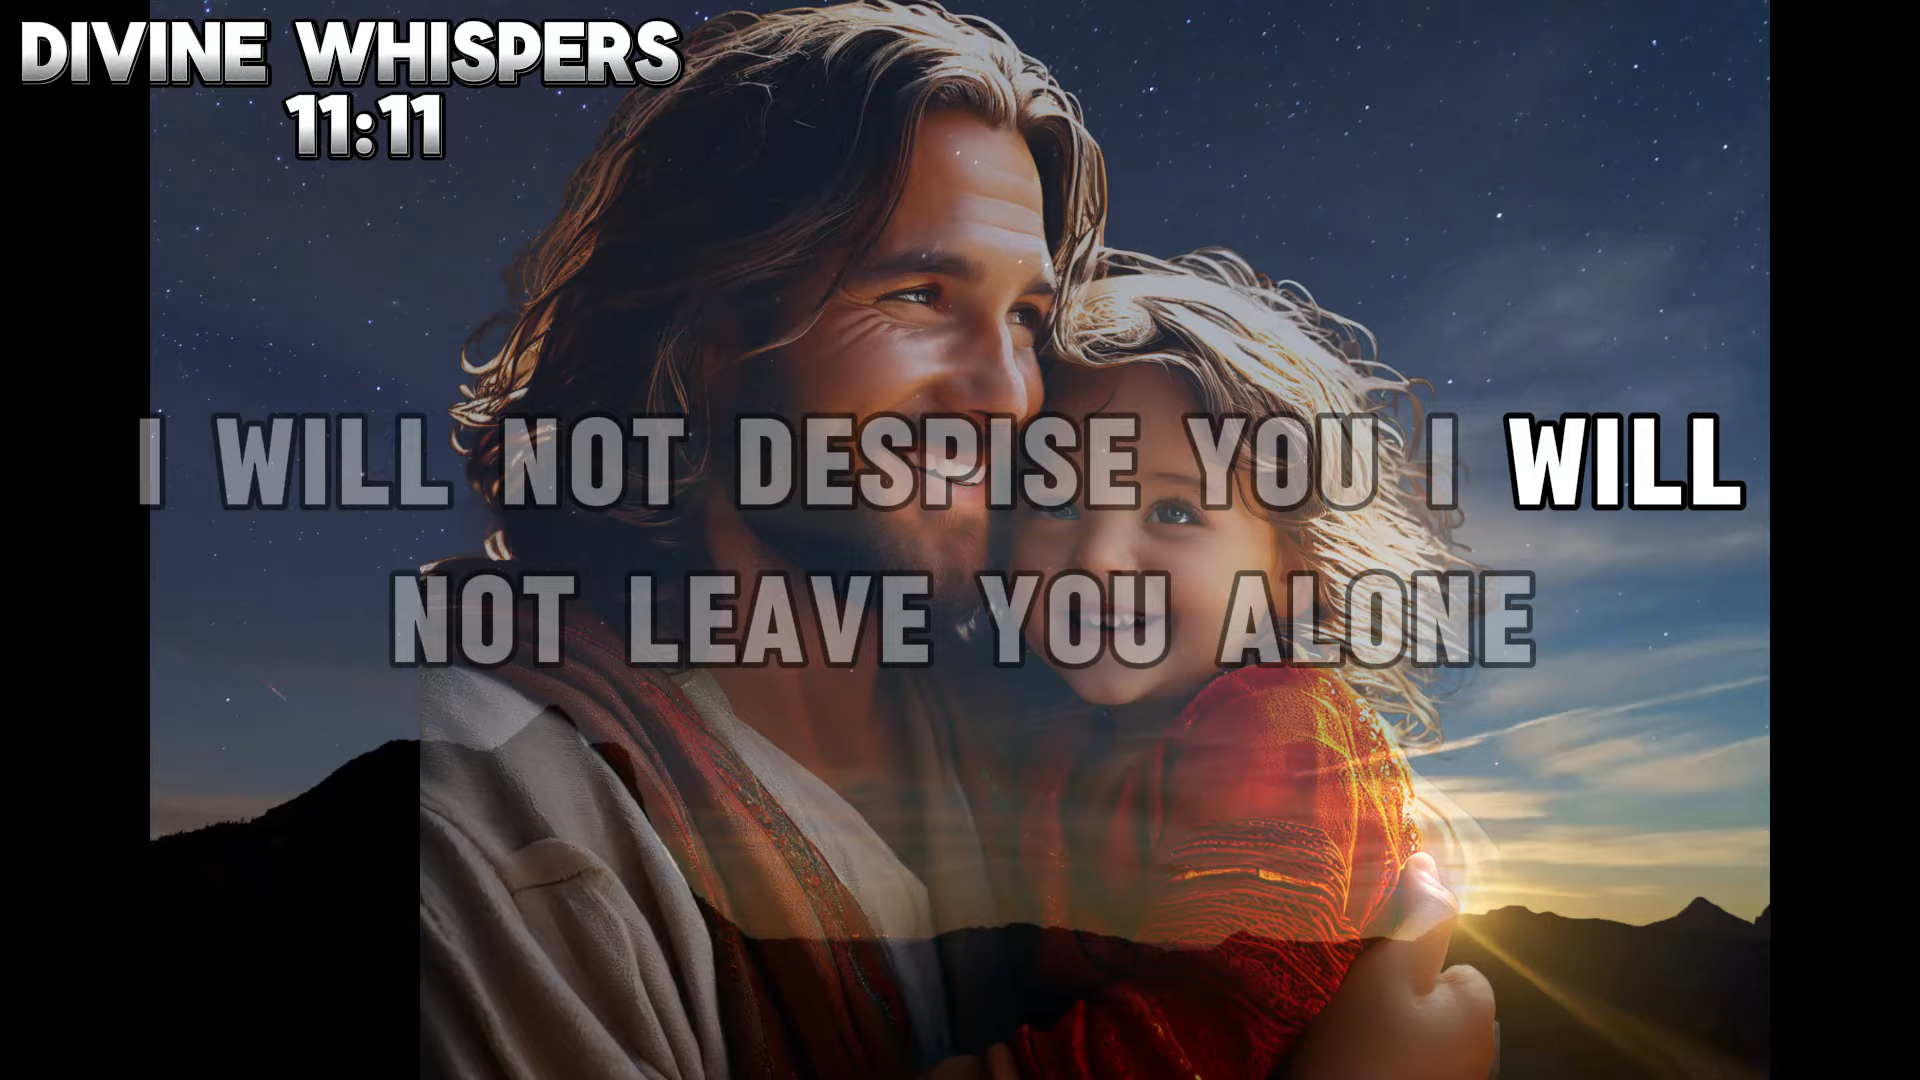 DIVINE WHISPERS
11:11
I WILL NOT DESPISE YOU I WILL
NOT LEAVE YOU ALONE